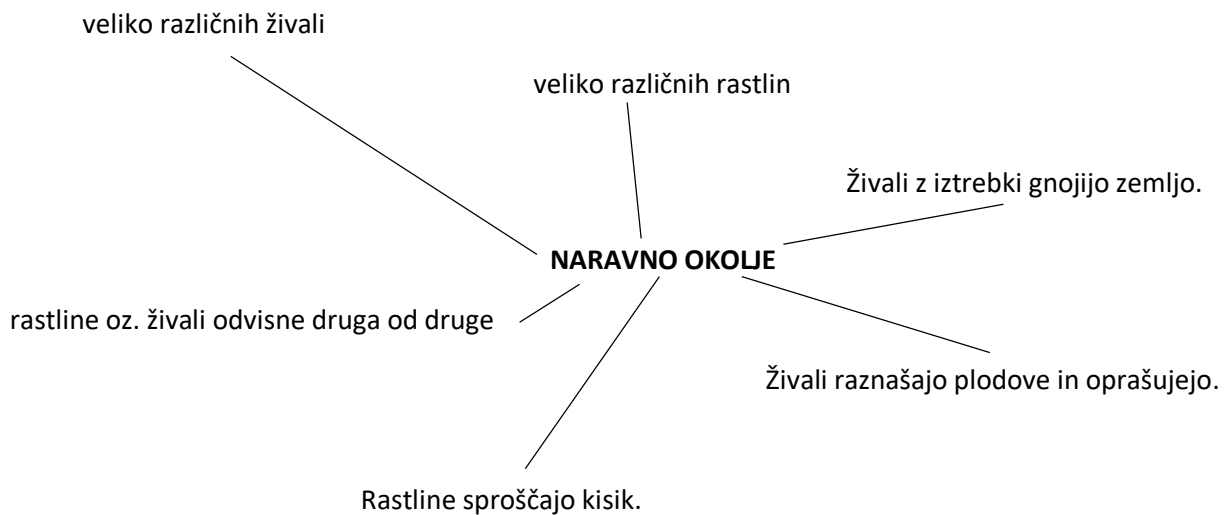 veliko različnih živali
veliko različnih rastlin
Živali z iztrebki gnojijo zemljo.
NARAVNO OKOLJE
rastline oz. živali odvisne druga od druge
Živali raznašajo plodove in oprašujejo.
Rastline sproščajo kisik.